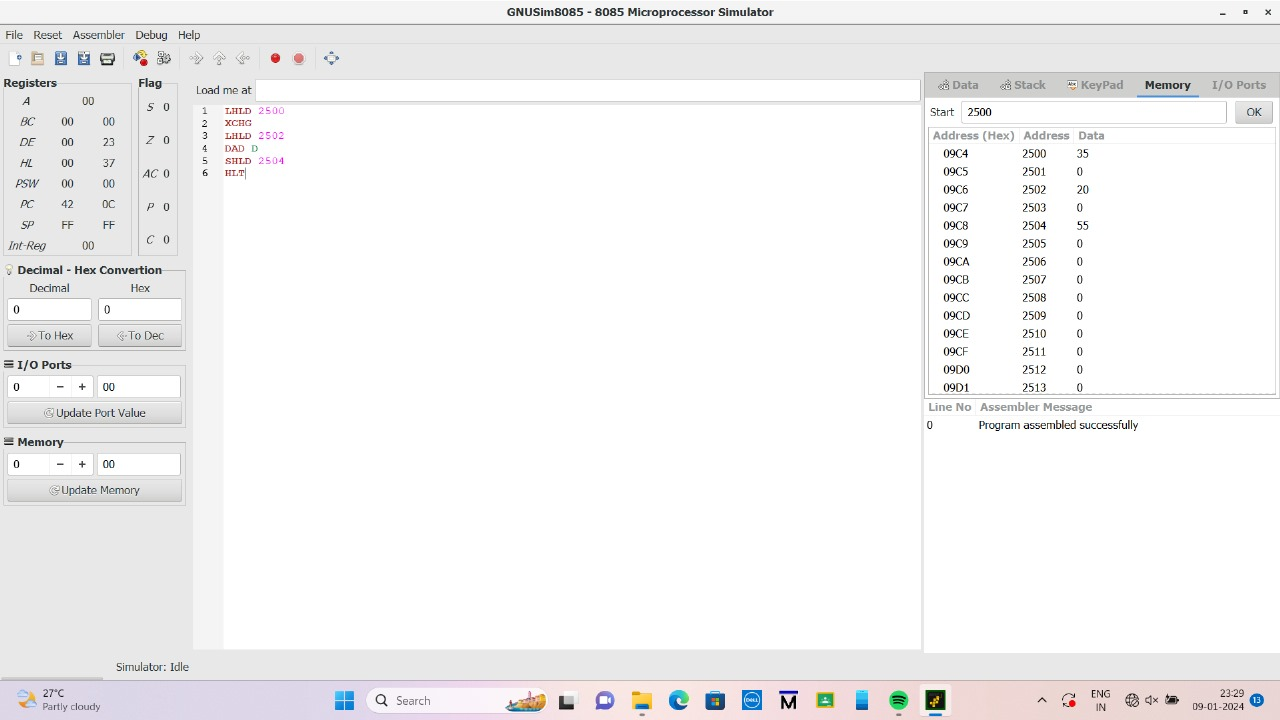 GNUSim8085 - 8085 Microprocessor Simulator
File Reset Assembler Debug Help
Registers Flag
A 00
BC 00 00
DE 00 23
HL 00 37
PSW 00 00
PC 42 0C
SP FF FF
Int-Reg 00
S 0
Z 0
AC 0
P 0
C 0
Decimal - Hex Convertion
Decimal Hex
0 0
To Hex To Dec
I/O Ports
0 − + 00
Update Port Value
Memory
0 − + 00
Update Memory
Load me at
1 LHLD 2500
2 XCHG
3 LHLD 2502
4 DAD D
5 SHLD 2504
6 HLT
Data Stack KeyPad Memory I/O Ports
Start 2500 OK
Address (Hex) Address Data
09C4 2500 35
09C5 2501 0
09C6 2502 20
09C7 2503 0
09C8 2504 55
09C9 2505 0
09CA 2506 0
09CB 2507 0
09CC 2508 0
09CD 2509 0
09CE 2510 0
09CF 2511 0
09D0 2512 0
09D1 2513 0
Line No Assembler Message
0 Program assembled successfully
Simulator: Idle
27°C
Partly cloudy
Search
DELL
M
ENG
IN
23:29
09-01-2024
13